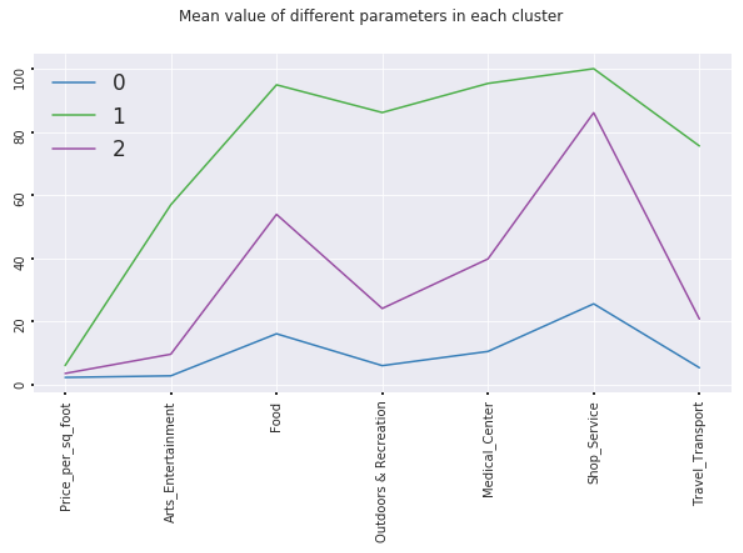 Mean value of different parameters in each cluster
100
80
60
40
20
0
0
1
2
Price_per_sq_foot
Arts_Entertainment
Food
Outdoors & Recreation
Medical_Center
Shop_Service
Travel_Transport